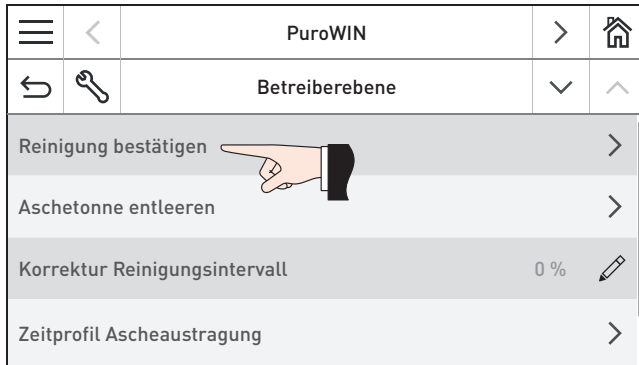 PuroWIN
Betreiberebene
Reinigung bestätigen
Aschetonne entleeren
Korrektur Reinigungsintervall 0 %
Zeitprofil Ascheaustragung